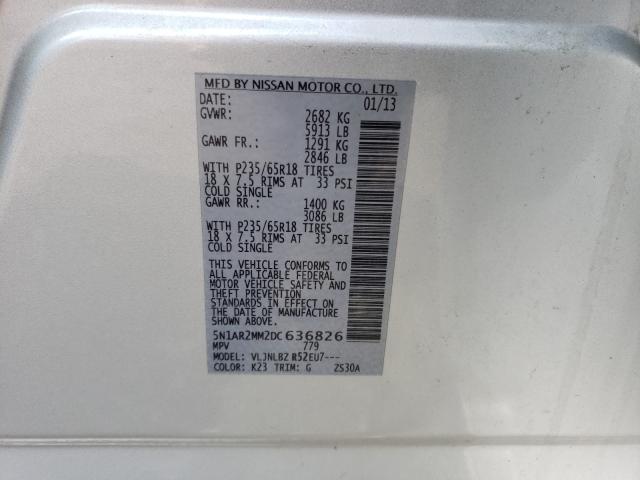 MFD BY NISSAN MOTOR CO., LTD.
DATE: 01/13
GVWR: 2682 KG
5913 LB
GAWR FR.: 1291 KG
2846 LB
WITH P235/65R18 TIRES
18 X 7.5 RIMS AT 33 PSI
COLD SINGLE
GAWR RR.: 1400 KG
3086 LB
WITH P235/65R18 TIRES
18 X 7.5 RIMS AT 33 PSI
COLD SINGLE
THIS VEHICLE CONFORMS TO
ALL APPLICABLE FEDERAL
MOTOR VEHICLE SAFETY AND
THEFT PREVENTION
STANDARDS IN EFFECT ON
THE DATE OF MANUFACTURE
SHOWN ABOVE.
5N1AR2MM2DC636826
MPV 779
MODEL: VLJNLBZ R52EU7---
COLOR: K23 TRIM: G ZS30A